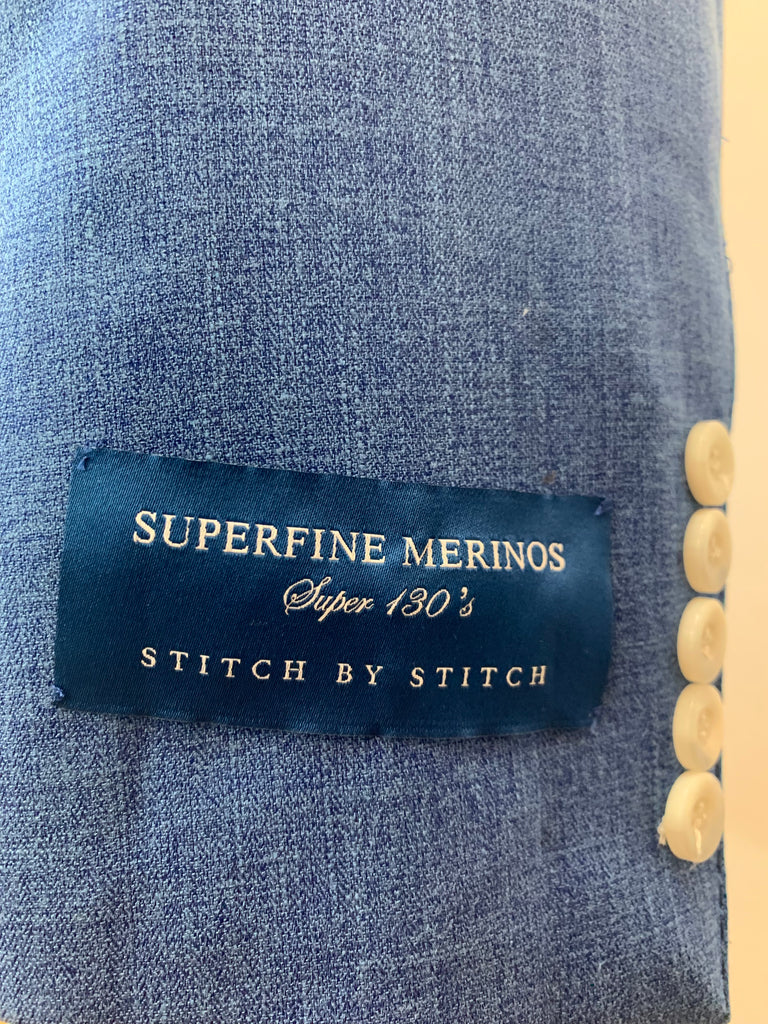 SUPERFINE MERINOS
Super 130's
STITCH BY STITCH